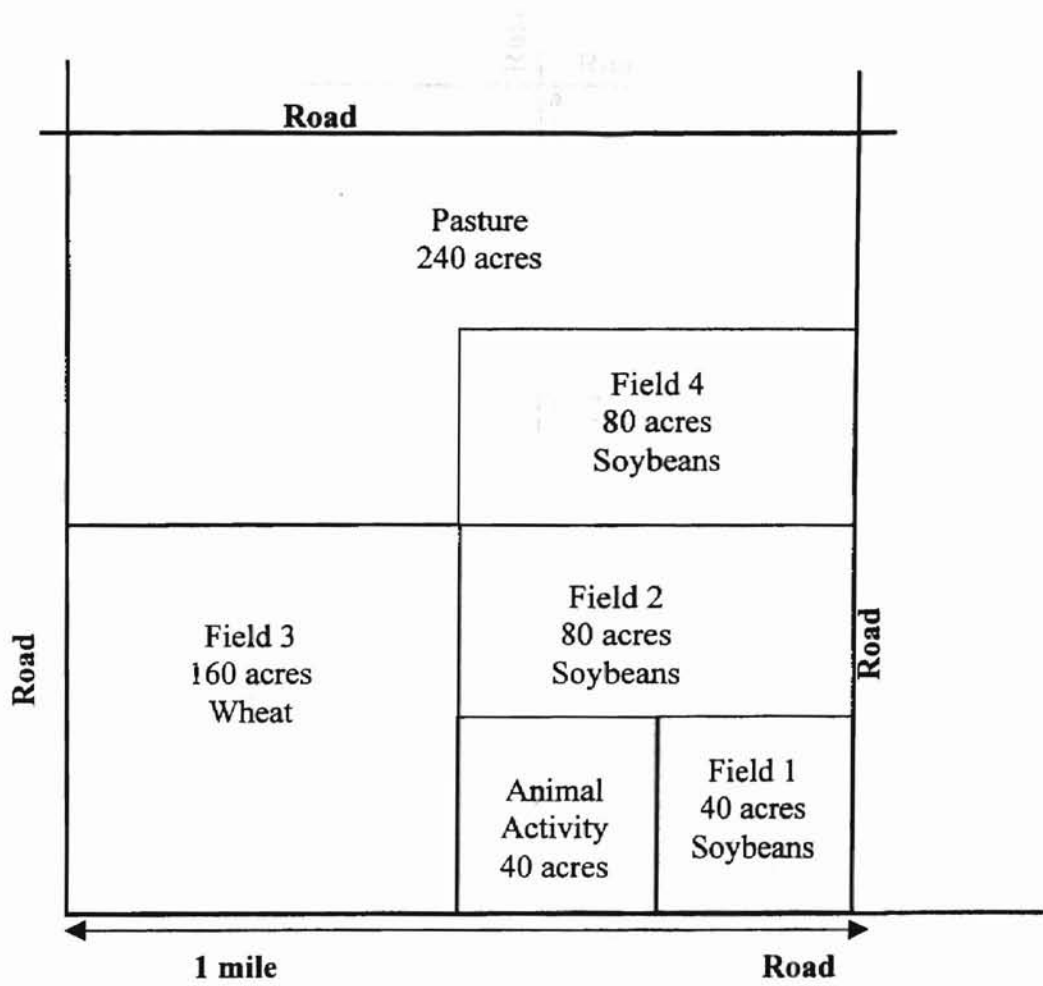 Road
Pasture
240 acres
Field 4
80 acres
Soybeans
Field 2
80 acres
Soybeans
Road
Field 3
160 acres
Wheat
Road
Animal
Activity
40 acres
Field 1
40 acres
Soybeans
1 mile
Road